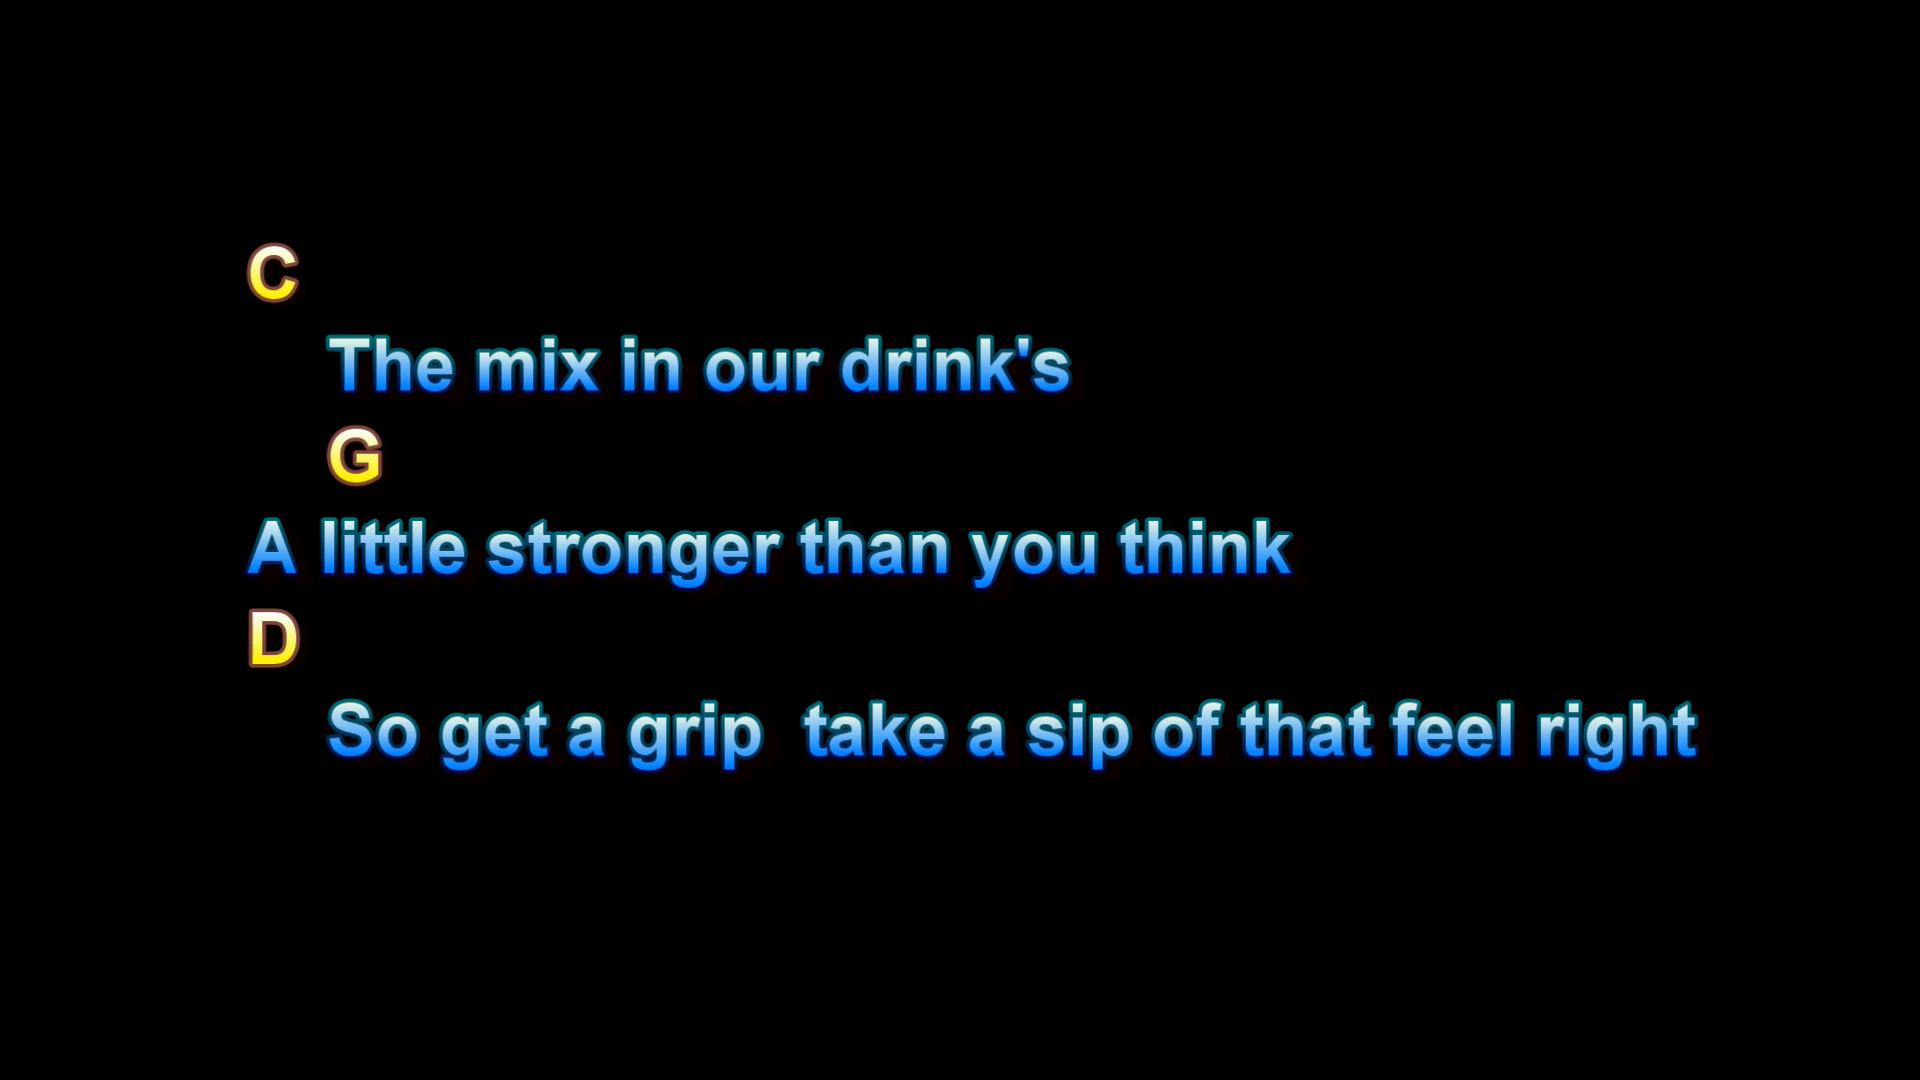 C
The mix in our drink's
G
A little stronger than you think
D
So get a grip  take a sip of that feel right